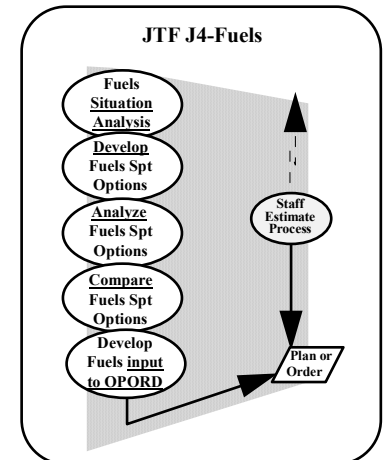 JTF J4-Fuels
Fuels
Situation
Analysis
Develop
Fuels Spt
Options
Analyze
Fuels Spt
Options
Compare
Fuels Spt
Options
Develop
Fuels input
to OPORD
Staff
Estimate
Process
Plan or
Order